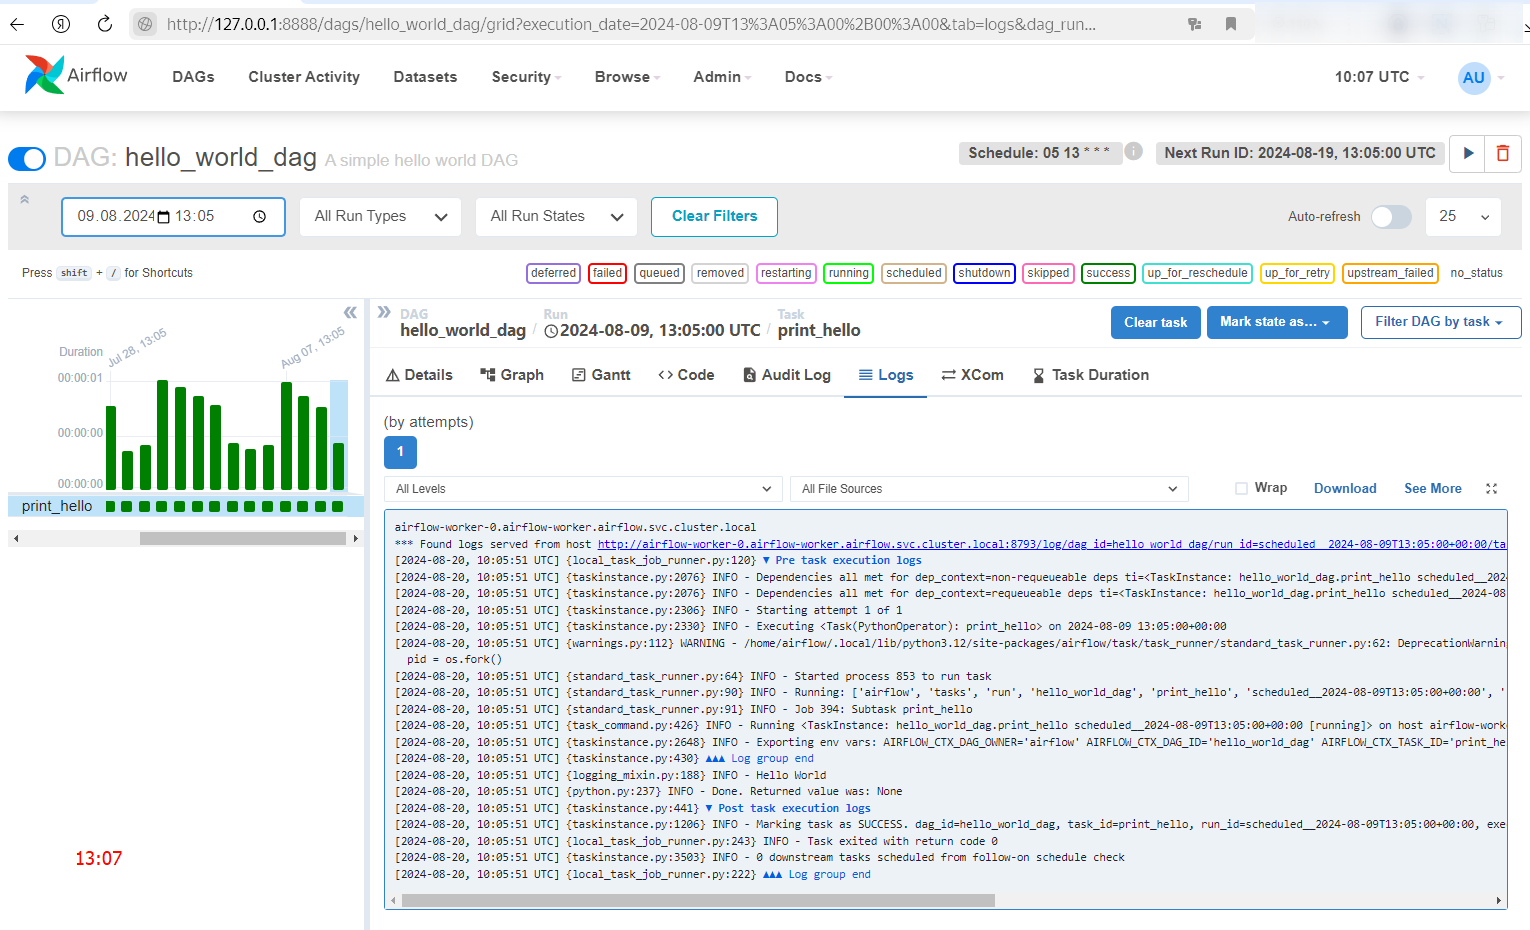 http://127.0.0.1:8888/dags/hello_world_dag/grid?execution_date=2024-08-09T13%3A05%3A00%2B00%3A00&tab=logs&dag_run...
Airflow DAGs Cluster Activity Datasets Security Browse Admin Docs 10:07 UTC AU
DAG: hello_world_dag A simple hello world DAG Schedule: 05 13 * * * i Next Run ID: 2024-08-19, 13:05:00 UTC
09.08.2024 13:05 All Run Types All Run States Clear Filters Auto-refresh 25
Press shift + / for Shortcuts deferred failed queued removed restarting running scheduled shutdown skipped success up_for_reschedule up_for_retry upstream_failed no_status
Duration
Jul 28, 13:05
Aug 07, 13:05
00:00:01
00:00:00
00:00:00
print_hello
DAG Run Task
hello_world_dag / 2024-08-09, 13:05:00 UTC / print_hello Clear task Mark state as... Filter DAG by task
Details Graph Gantt <> Code Audit Log Logs XCom Task Duration
(by attempts)
1
All Levels All File Sources Wrap Download See More
airflow-worker-0.airflow-worker.airflow.svc.cluster.local
*** Found logs served from host http://airflow-worker-0.airflow-worker.airflow.svc.cluster.local:8793/log/dag_id=hello_world_dag/run_id=scheduled__2024-08-09T13:05:00+00:00/ta
[2024-08-20, 10:05:51 UTC] {local_task_job_runner.py:120} ▼ Pre task execution logs
[2024-08-20, 10:05:51 UTC] {taskinstance.py:2076} INFO - Dependencies all met for dep_context=non-requeueable deps ti=<TaskInstance: hello_world_dag.print_hello scheduled__202
[2024-08-20, 10:05:51 UTC] {taskinstance.py:2076} INFO - Dependencies all met for dep_context=requeueable deps ti=<TaskInstance: hello_world_dag.print_hello scheduled__2024-08
[2024-08-20, 10:05:51 UTC] {taskinstance.py:2306} INFO - Starting attempt 1 of 1
[2024-08-20, 10:05:51 UTC] {taskinstance.py:2330} INFO - Executing <Task(PythonOperator): print_hello> on 2024-08-09 13:05:00+00:00
[2024-08-20, 10:05:51 UTC] {warnings.py:112} WARNING - /home/airflow/.local/lib/python3.12/site-packages/airflow/task/task_runner/standard_task_runner.py:62: DeprecationWarnin
pid = os.fork()
[2024-08-20, 10:05:51 UTC] {standard_task_runner.py:64} INFO - Started process 853 to run task
[2024-08-20, 10:05:51 UTC] {standard_task_runner.py:90} INFO - Running: ['airflow', 'tasks', 'run', 'hello_world_dag', 'print_hello', 'scheduled__2024-08-09T13:05:00+00:00', '
[2024-08-20, 10:05:51 UTC] {standard_task_runner.py:91} INFO - Job 394: Subtask print_hello
[2024-08-20, 10:05:51 UTC] {task_command.py:426} INFO - Running <TaskInstance: hello_world_dag.print_hello scheduled__2024-08-09T13:05:00+00:00 [running]> on host airflow-work
[2024-08-20, 10:05:51 UTC] {taskinstance.py:2648} INFO - Exporting env vars: AIRFLOW_CTX_DAG_OWNER='airflow' AIRFLOW_CTX_DAG_ID='hello_world_dag' AIRFLOW_CTX_TASK_ID='print_he
[2024-08-20, 10:05:51 UTC] {taskinstance.py:430} ▲▲▲ Log group end
[2024-08-20, 10:05:51 UTC] {logging_mixin.py:188} INFO - Hello World
[2024-08-20, 10:05:51 UTC] {python.py:237} INFO - Done. Returned value was: None
[2024-08-20, 10:05:51 UTC] {taskinstance.py:441} ▼ Post task execution logs
[2024-08-20, 10:05:51 UTC] {taskinstance.py:1206} INFO - Marking task as SUCCESS. dag_id=hello_world_dag, task_id=print_hello, run_id=scheduled__2024-08-09T13:05:00+00:00, exe
[2024-08-20, 10:05:51 UTC] {local_task_job_runner.py:243} INFO - Task exited with return code 0
[2024-08-20, 10:05:51 UTC] {taskinstance.py:3503} INFO - 0 downstream tasks scheduled from follow-on schedule check
[2024-08-20, 10:05:51 UTC] {local_task_job_runner.py:222} ▲▲▲ Log group end
13:07